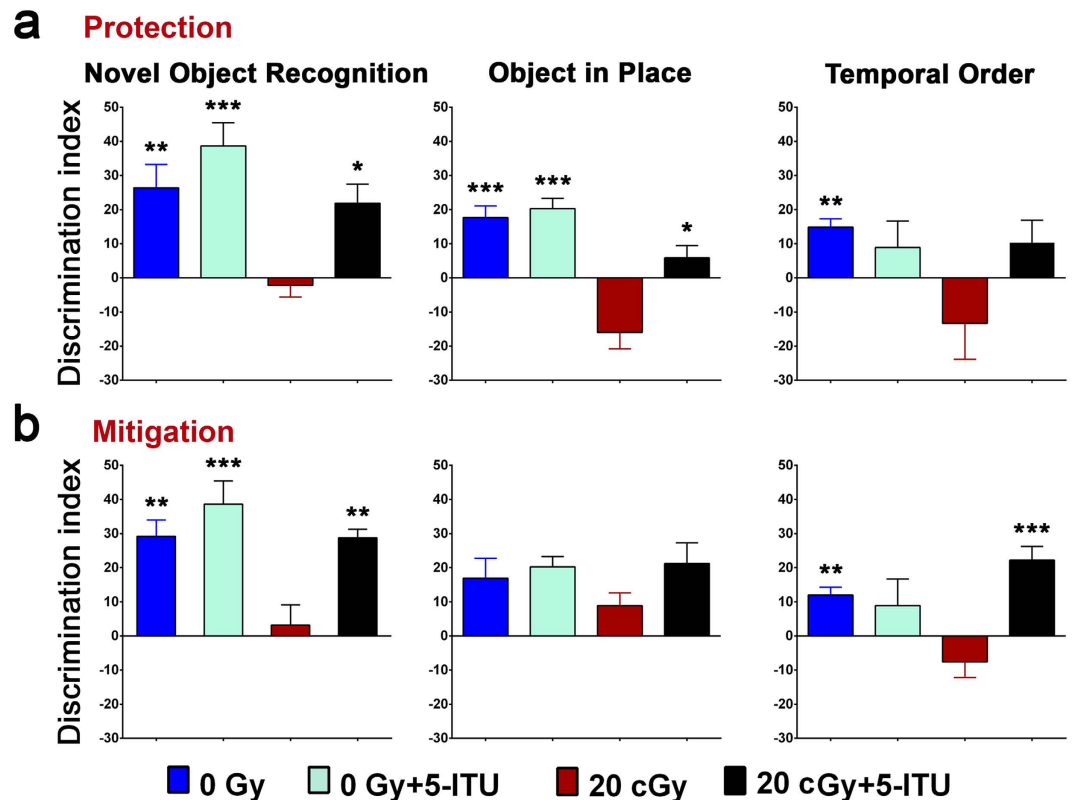 a Protection
Novel Object Recognition Object in Place Temporal Order
Discrimination index
50 50 50
40 40 40
30 30 30
20 20 20
10 10 10
0 0 0
-10 -10 -10
-20 -20 -20
-30 -30 -30
** *** * *** *** * **
b Mitigation
Discrimination index
50 50 50
40 40 40
30 30 30
20 20 20
10 10 10
0 0 0
-10 -10 -10
-20 -20 -20
-30 -30 -30
** *** ** ** ***
0 Gy 0 Gy+5-ITU 20 cGy 20 cGy+5-ITU